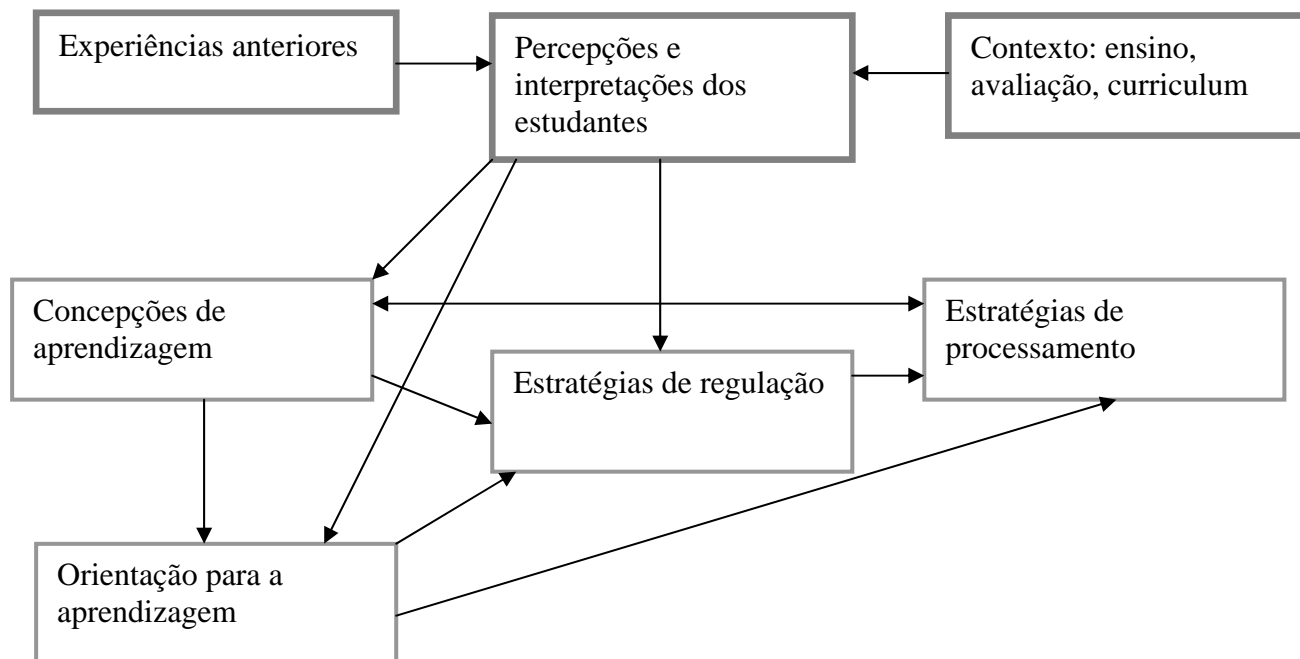 Experiências anteriores
Percepções e
interpretações dos
estudantes
Contexto: ensino,
avaliação, curriculum
Concepções de
aprendizagem
Estratégias de regulação
Estratégias de
processamento
Orientação para a
aprendizagem